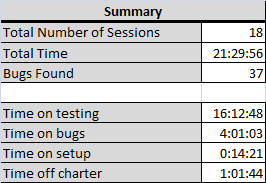 Summary
Total Number of Sessions 18
Total Time 21:29:56
Bugs Found 37
Time on testing 16:12:48
Time on bugs 4:01:03
Time on setup 0:14:21
Time off charter 1:01:44